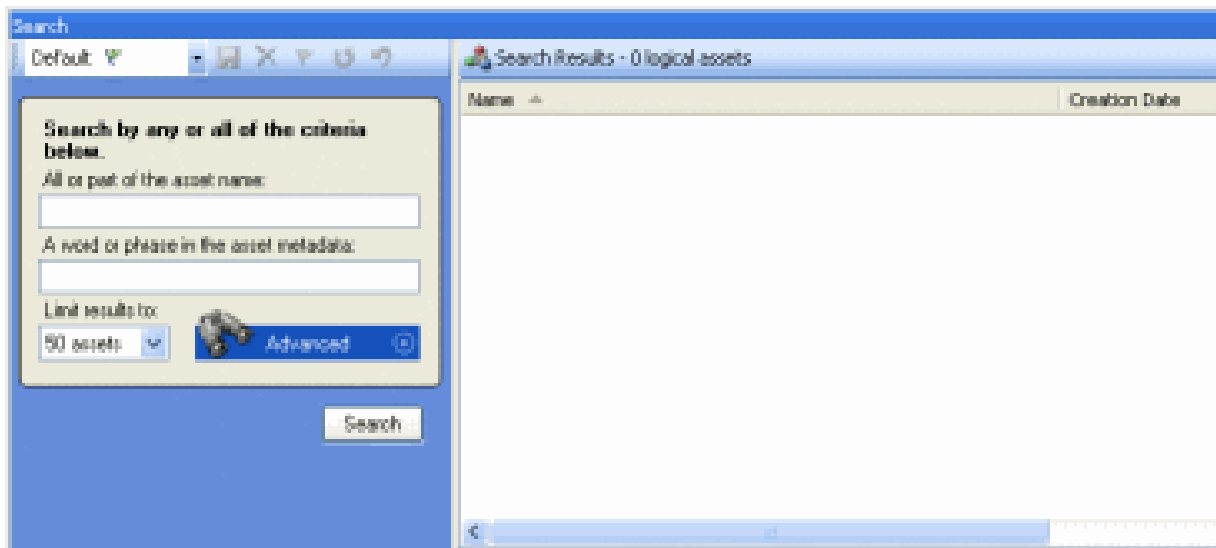 Search
Default
Search Results - 0 logical assets
Name
Creation Date
Search by any or all of the criteria
below.
All or part of the asset name:
A word or phrase in the asset metadata:
Limit results to:
50 assets
Advanced
Search